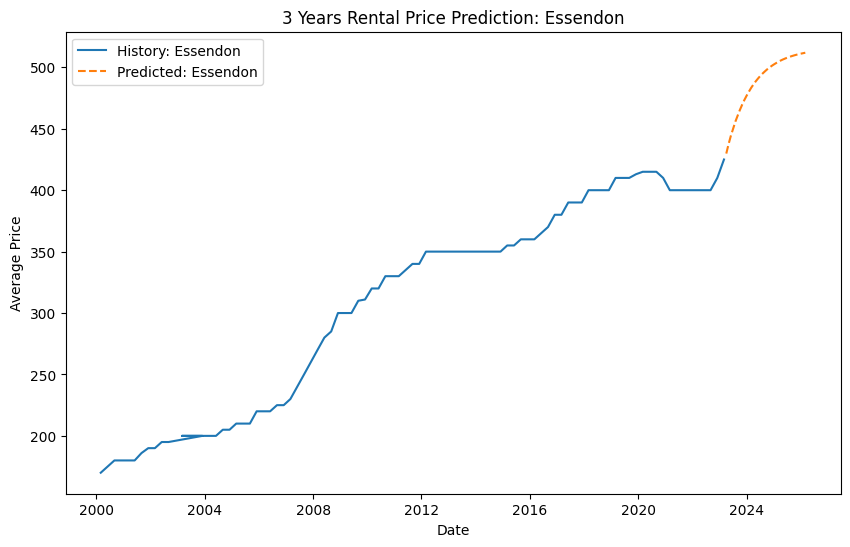 3 Years Rental Price Prediction: Essendon
History: Essendon
Predicted: Essendon
500
450
400
350
300
250
200
Average Price
2000 2004 2008 2012 2016 2020 2024
Date